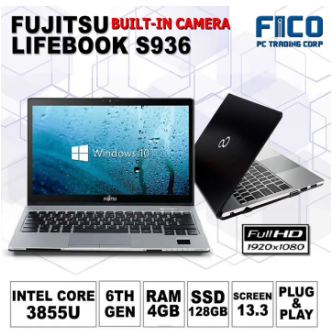 FUJITSU BUILT-IN CAMERA
LIFEBOOK S936
FICO
PC TRADING CORP
Windows 10
FUJITSU
Full HD
1920x1080
INTEL CORE
3855U
6TH
GEN
RAM
4GB
SSD
128GB
SCREEN
13.3
PLUG
& PLAY